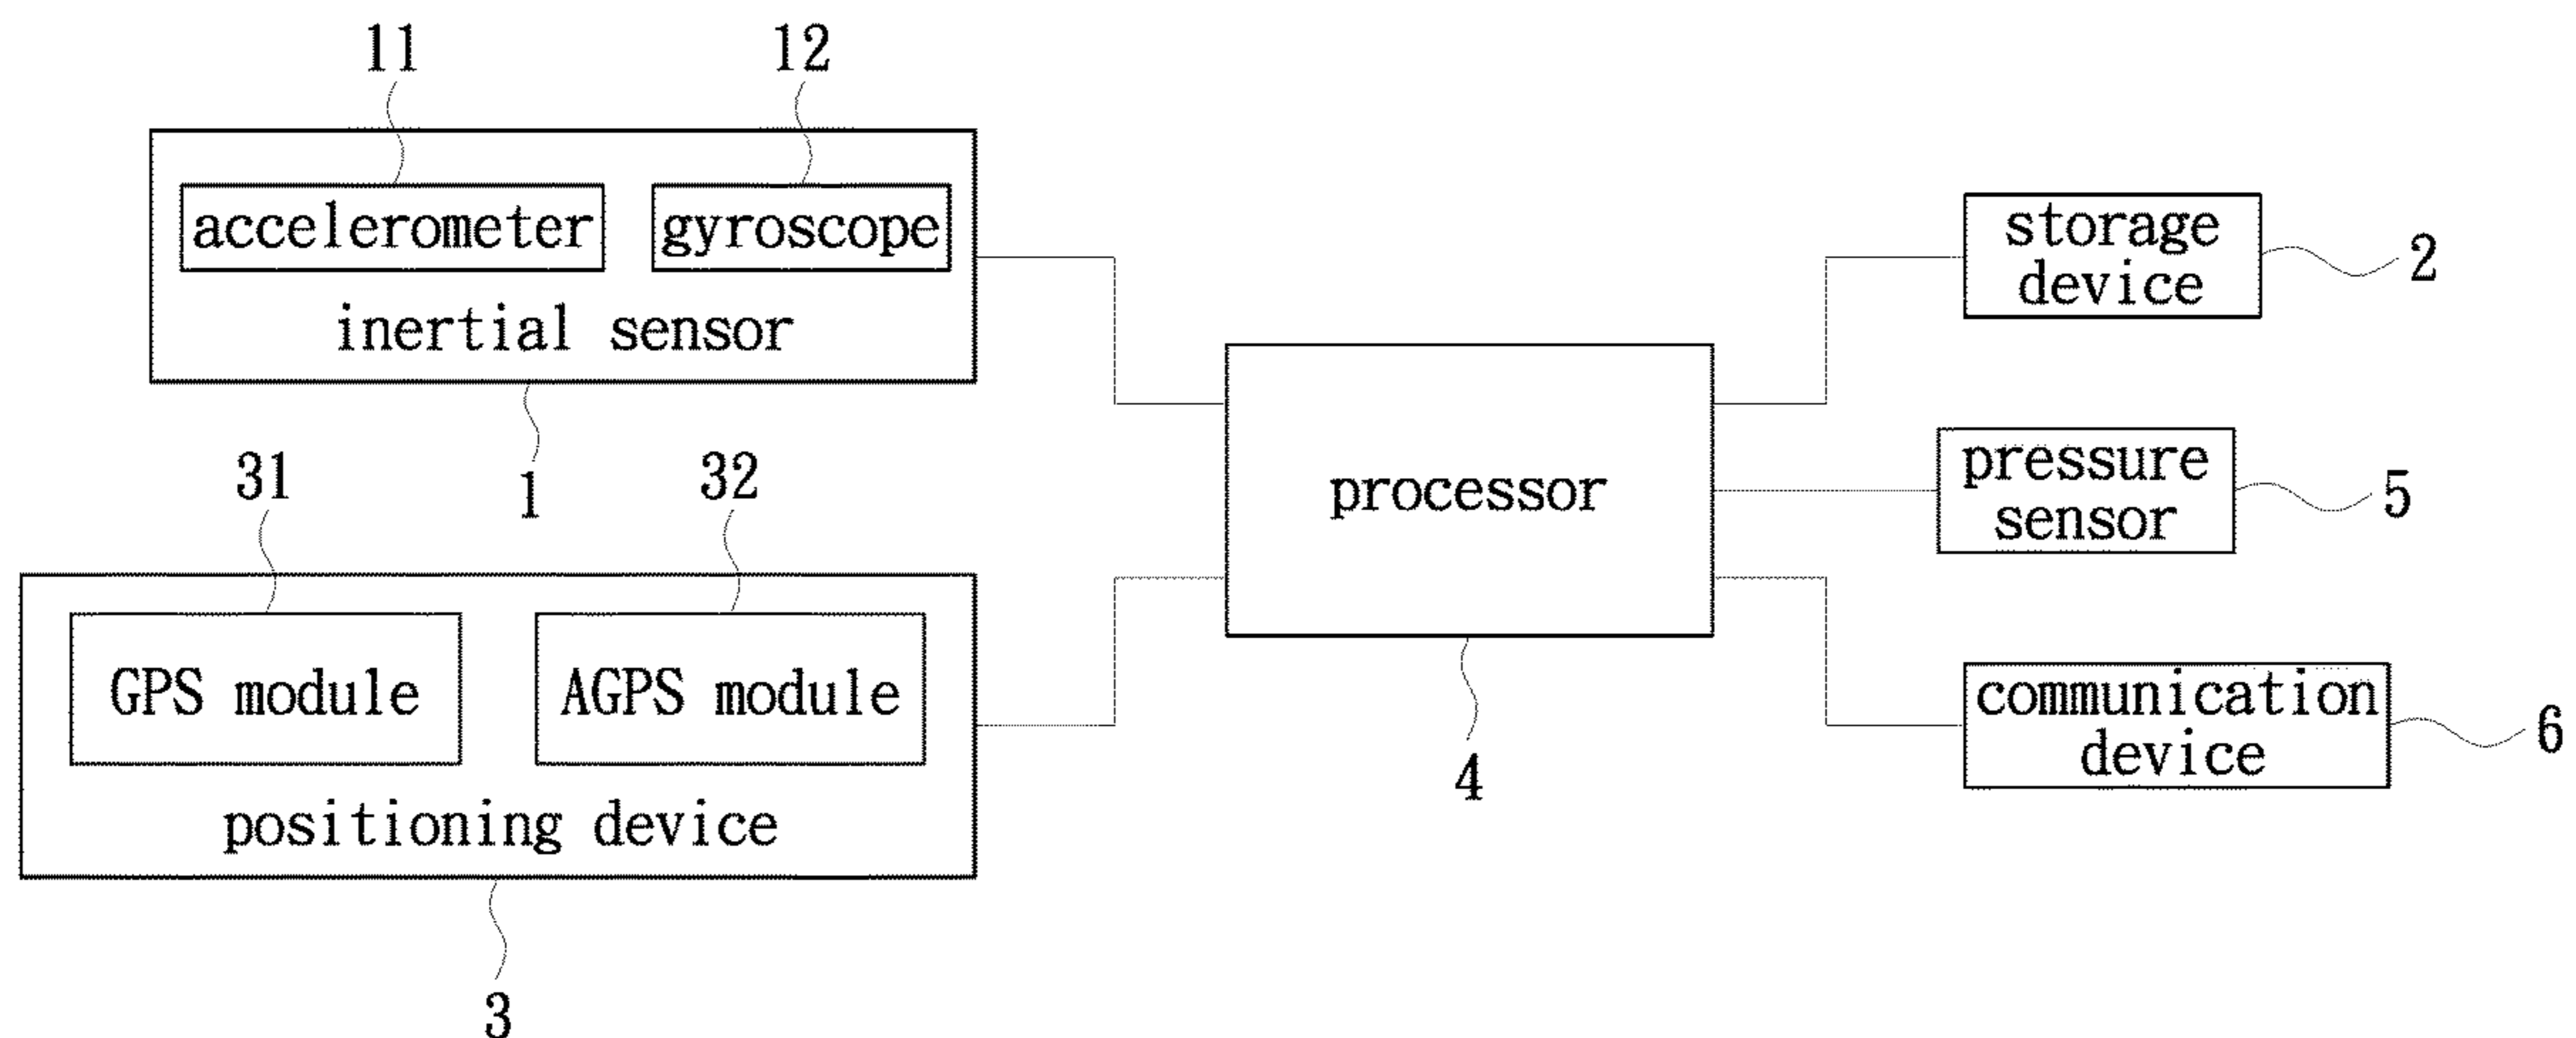 11
12
accelerometer
gyroscope
inertial sensor
1
31
32
GPS module
AGPS module
positioning device
3
processor
4
storage
device
2
pressure
sensor
5
communication
device
6